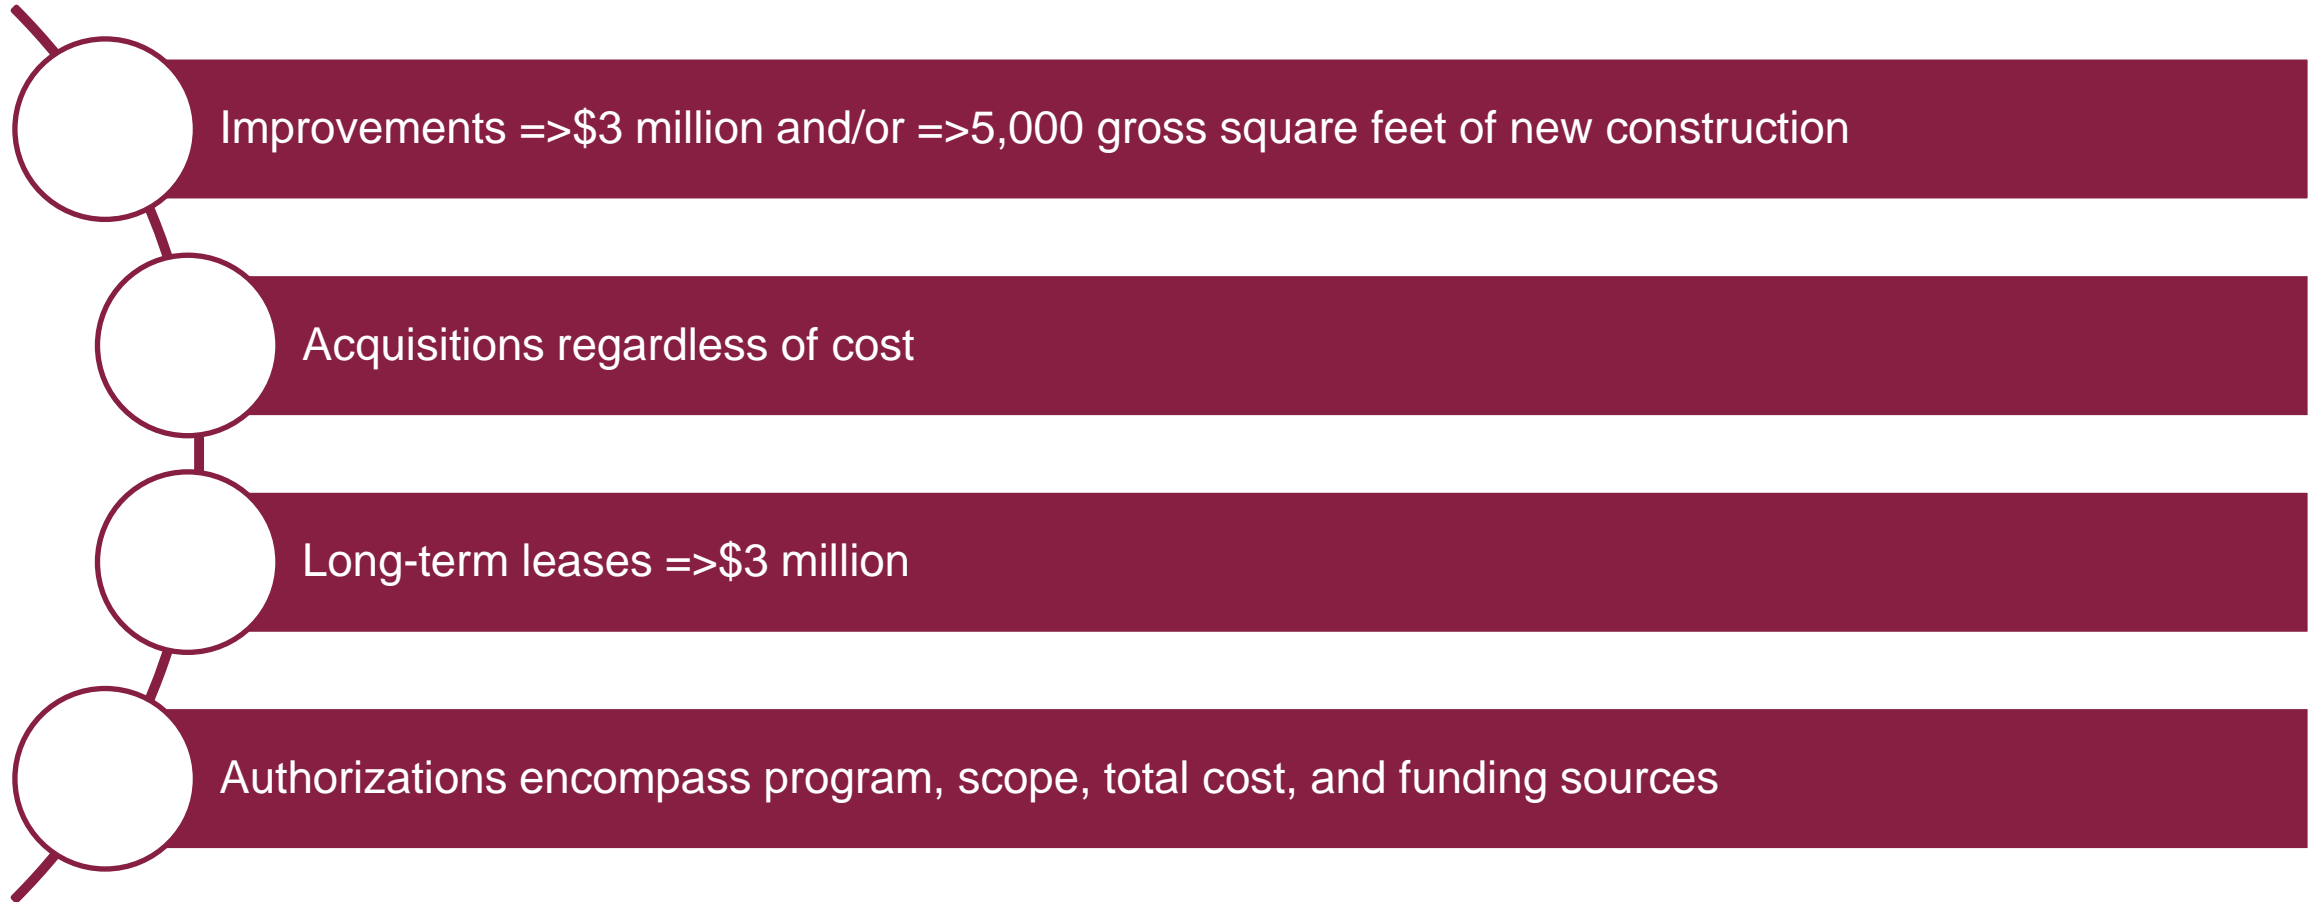 Improvements =>$3 million and/or =>5,000 gross square feet of new construction
Acquisitions regardless of cost
Long-term leases =>$3 million
Authorizations encompass program, scope, total cost, and funding sources